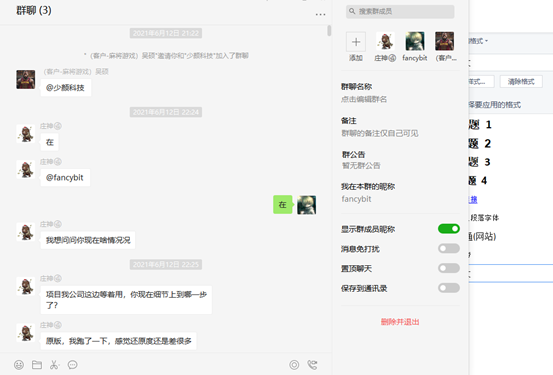 群聊 (3)
2021年6月12日 21:22
"（客户-麻将游戏）吴硕"邀请你和"少颜科技"加入了群聊
（客户-麻将游戏）吴硕
@少颜科技
2021年6月12日 22:24
庄神
在
庄神
@fancybit
在
庄神
我想问问你现在啥情况
2021年6月12日 22:25
庄神
项目我公司这边等着用，你现在细节上到哪一步
了？
庄神
原版，我跑了一下，感觉还原度还是差很多
搜索群成员
添加
庄神
fancybit
（客户...
群聊名称
点击编辑群名
备注
群聊的备注仅自己可见
群公告
暂无群公告
我在本群的昵称
fancybit
显示群成员昵称
消息免打扰
置顶聊天
保存到通讯录
删除并退出
格式
样式...
清除格式
择要应用的格式
题 1
题 2
题 3
题 4
段落字体
通(网站)